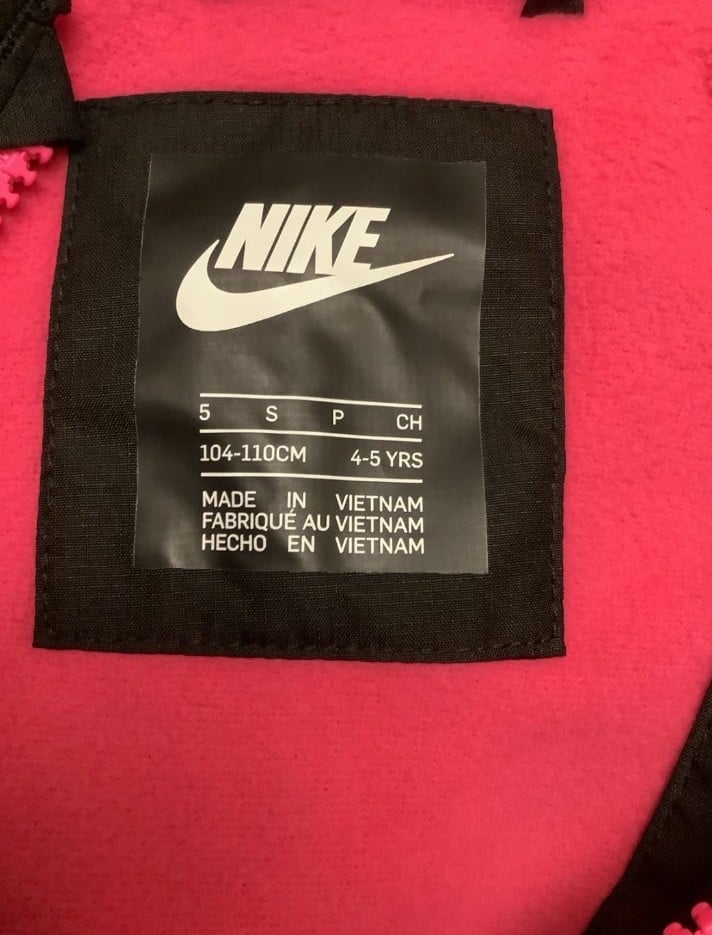 NIKE
5 S P CH
104-110CM 4-5 YRS
MADE IN VIETNAM
FABRIQUÉ AU VIETNAM
HECHO EN VIETNAM